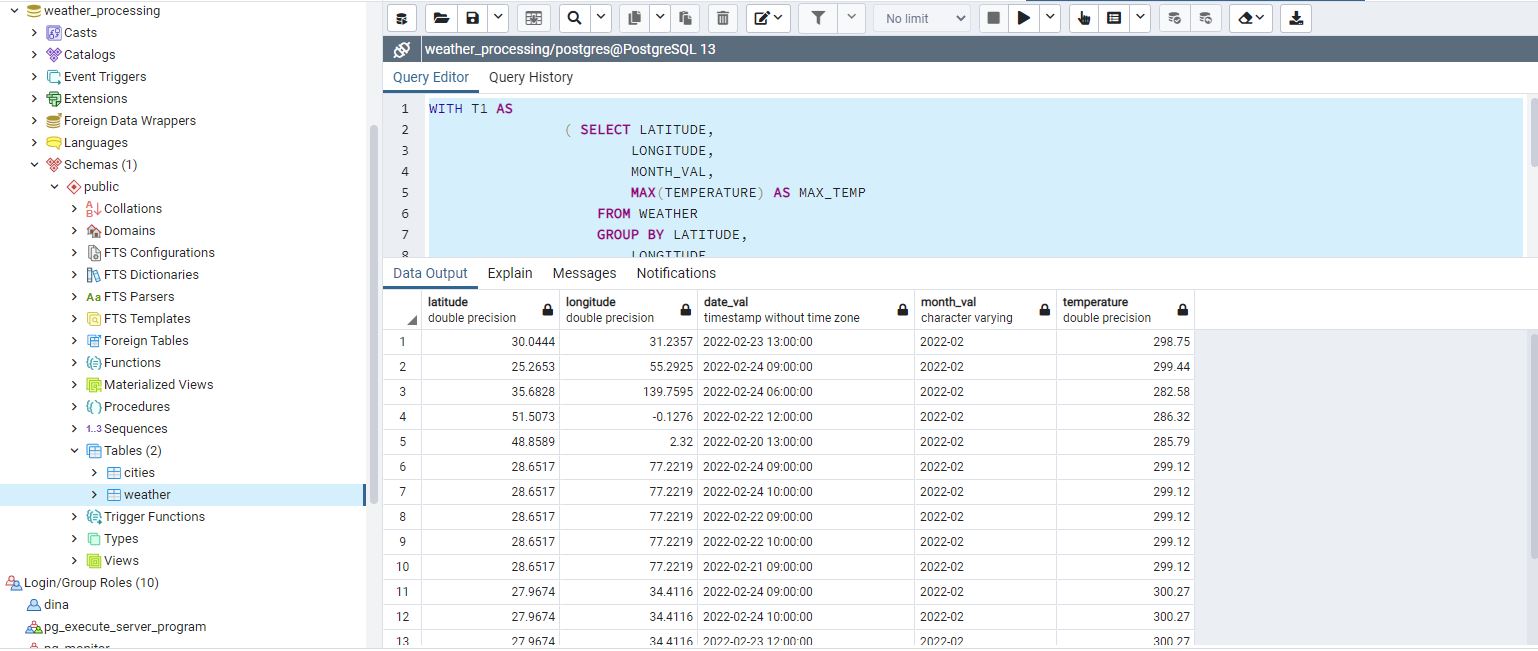 weather_processing
Casts
Catalogs
Event Triggers
Extensions
Foreign Data Wrappers
Languages
Schemas (1)
public
Collations
Domains
FTS Configurations
FTS Dictionaries
Aa FTS Parsers
FTS Templates
Foreign Tables
Functions
Materialized Views
Procedures
1..3 Sequences
Tables (2)
cities
weather
Trigger Functions
Types
Views
Login/Group Roles (10)
dina
pg_execute_server_program
pg_monitor
No limit
weather_processing/postgres@PostgreSQL 13
Query Editor Query History
1 WITH T1 AS
2 ( SELECT LATITUDE,
3 LONGITUDE,
4 MONTH_VAL,
5 MAX(TEMPERATURE) AS MAX_TEMP
6 FROM WEATHER
7 GROUP BY LATITUDE,
8 LONGITUDE
Data Output Explain Messages Notifications
latitude longitude date_val month_val temperature
double precision double precision timestamp without time zone character varying double precision
1 30.0444 31.2357 2022-02-23 13:00:00 2022-02 298.75
2 25.2653 55.2925 2022-02-24 09:00:00 2022-02 299.44
3 35.6828 139.7595 2022-02-24 06:00:00 2022-02 282.58
4 51.5073 -0.1276 2022-02-22 12:00:00 2022-02 286.32
5 48.8589 2.32 2022-02-20 13:00:00 2022-02 285.79
6 28.6517 77.2219 2022-02-24 09:00:00 2022-02 299.12
7 28.6517 77.2219 2022-02-24 10:00:00 2022-02 299.12
8 28.6517 77.2219 2022-02-22 09:00:00 2022-02 299.12
9 28.6517 77.2219 2022-02-22 10:00:00 2022-02 299.12
10 28.6517 77.2219 2022-02-21 09:00:00 2022-02 299.12
11 27.9674 34.4116 2022-02-24 09:00:00 2022-02 300.27
12 27.9674 34.4116 2022-02-24 10:00:00 2022-02 300.27
13 27.9674 34.4116 2022-02-23 12:00:00 2022-02 300.27